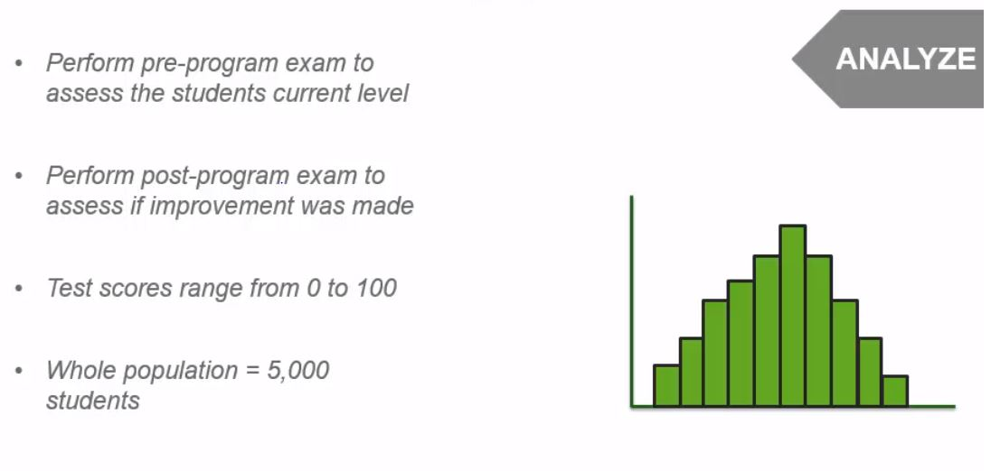 ANALYZE
• Perform pre-program exam to
assess the students current level
• Perform post-program exam to
assess if improvement was made
• Test scores range from 0 to 100
• Whole population = 5,000
students